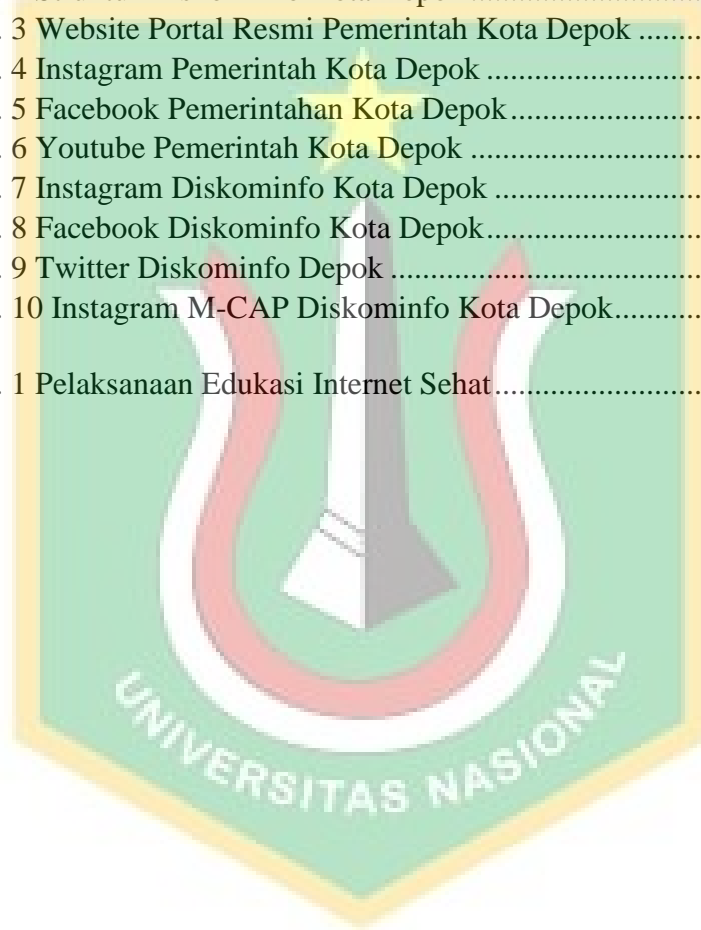 . 3 Website Portal Resmi Pemerintah Kota Depok ........
. 4 Instagram Pemerintah Kota Depok ..........................
. 5 Facebook Pemerintahan Kota Depok.......................
. 6 Youtube Pemerintah Kota Depok ............................
. 7 Instagram Diskominfo Kota Depok ..........................
. 8 Facebook Diskominfo Kota Depok..........................
. 9 Twitter Diskominfo Depok .....................................
. 10 Instagram M-CAP Diskominfo Kota Depok..........
. 1 Pelaksanaan Edukasi Internet Sehat.........................
UNIVERSITAS NASIONAL